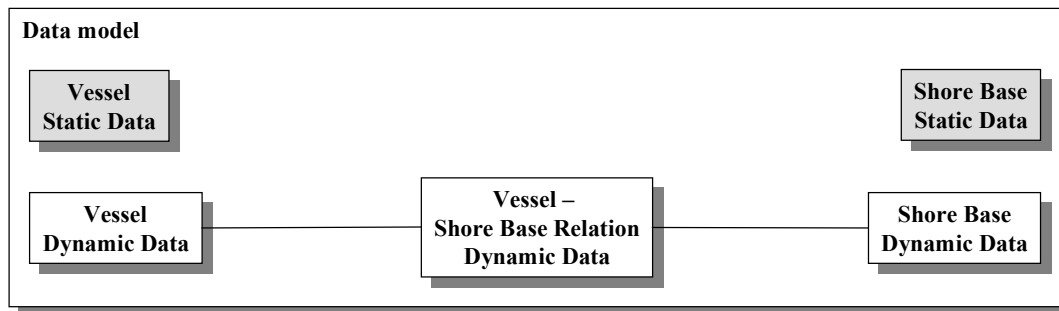 Data model
Vessel
Static Data
Shore Base
Static Data
Vessel
Dynamic Data
Vessel –
Shore Base Relation
Dynamic Data
Shore Base
Dynamic Data